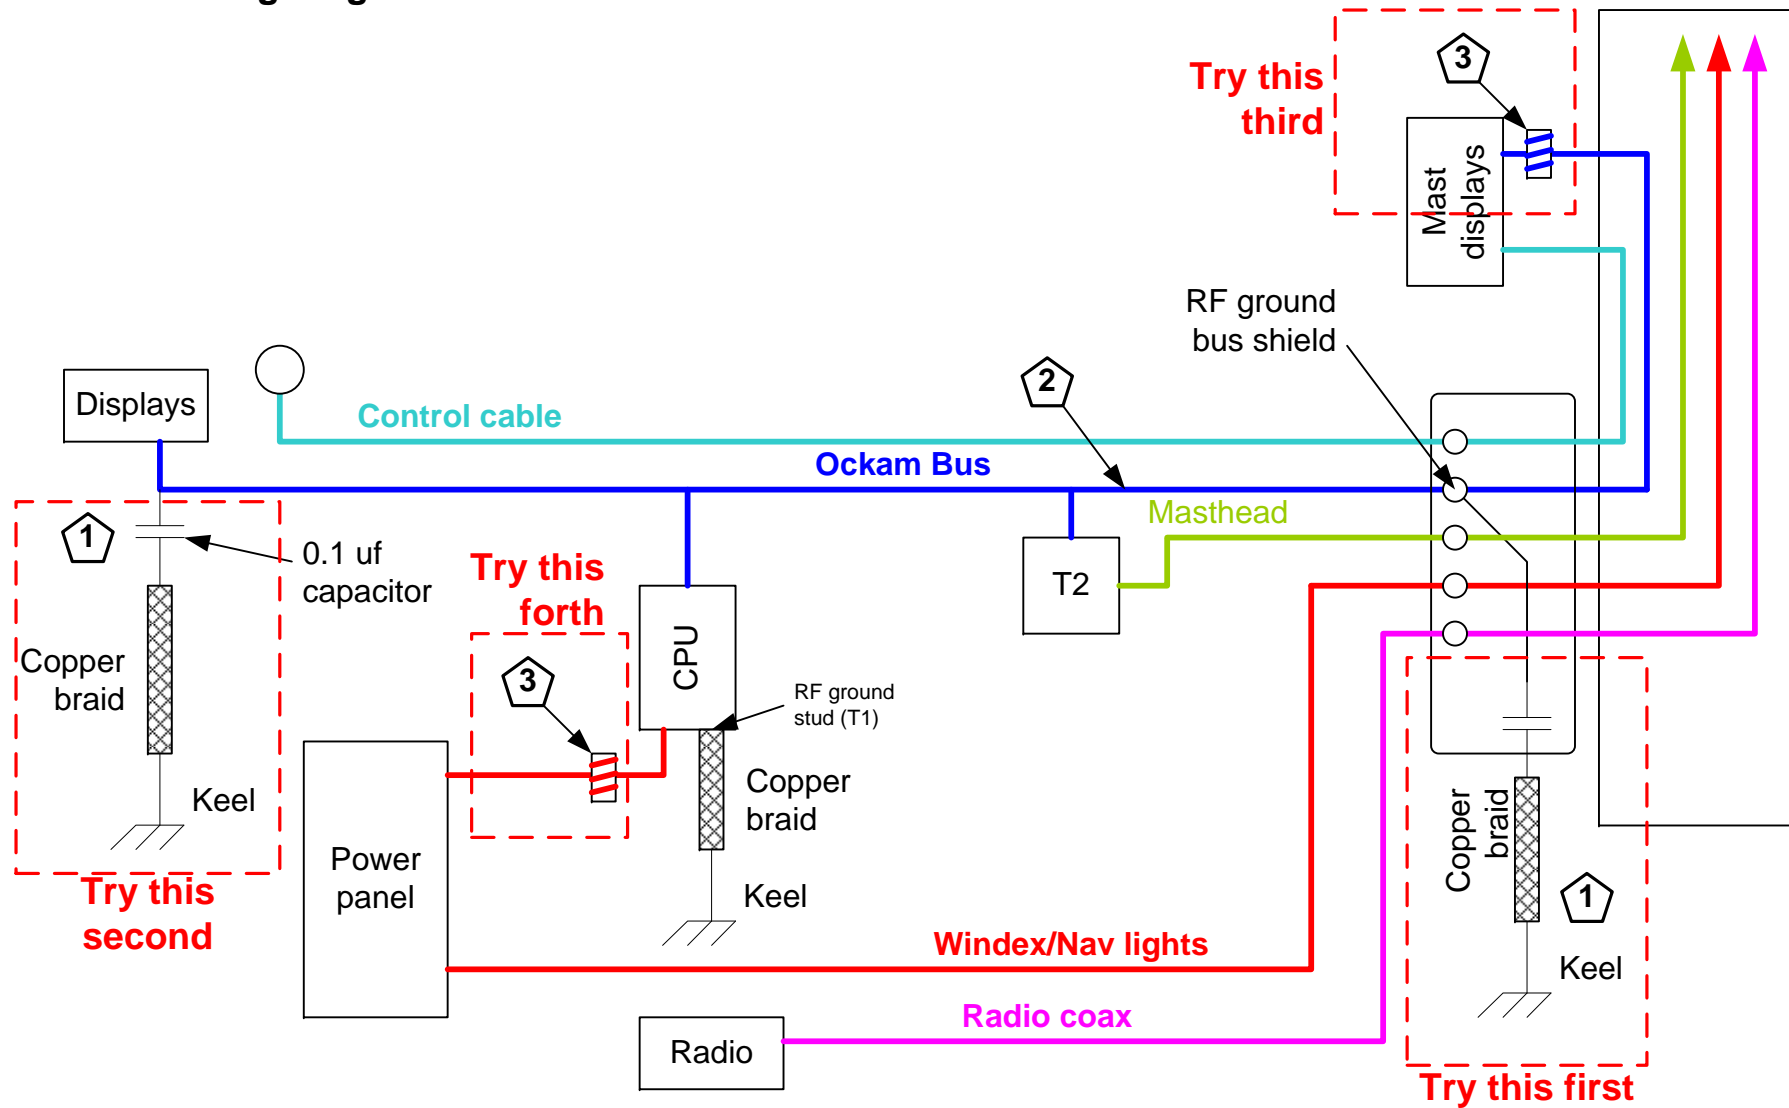 Try this
third
3
Mast
displays
RF ground
bus shield
2
Displays
Control cable
Ockam Bus
Masthead
1
0.1 uf
capacitor
Try this
forth
T2
CPU
Copper
braid
3
RF ground
stud (T1)
Copper
braid
Keel
Power
panel
Keel
Copper
braid
1
Try this
second
Windex/Nav lights
Keel
Radio coax
Radio
Try this first